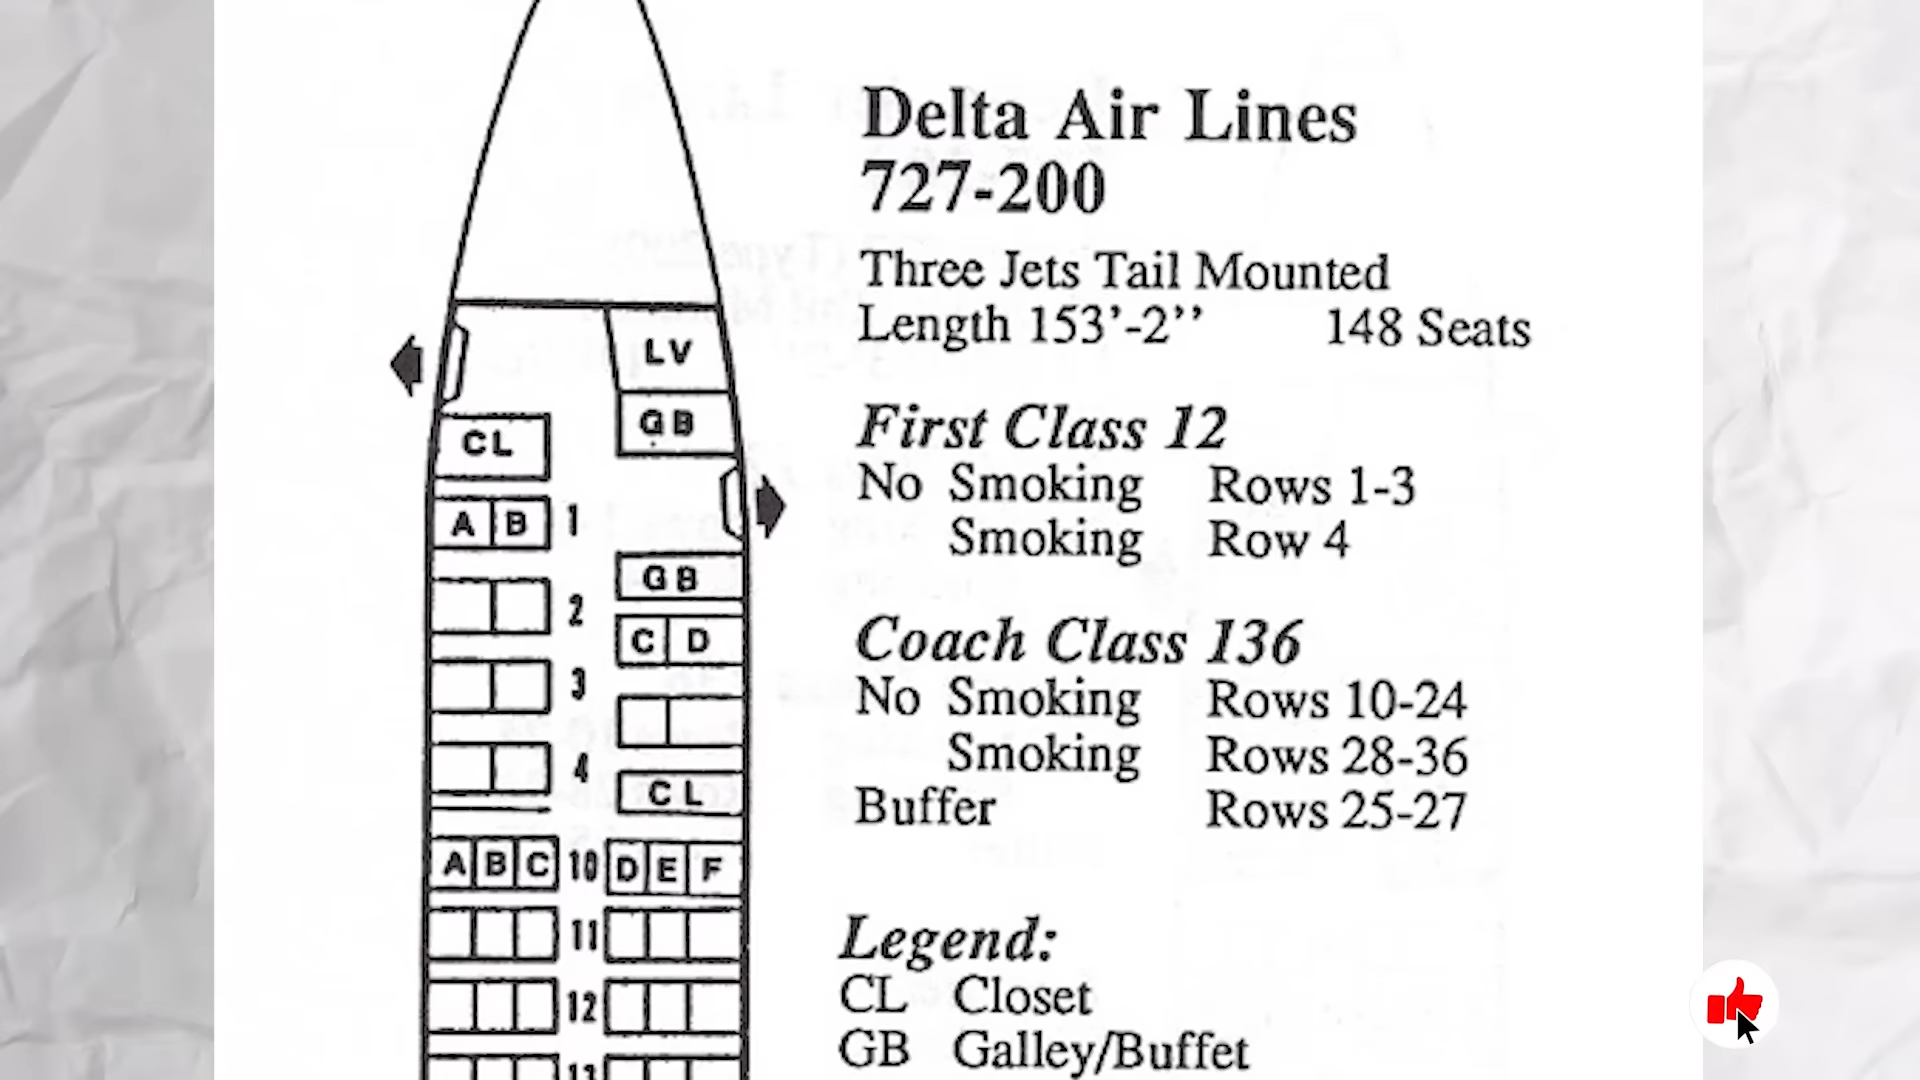 Delta Air Lines
727-200
Three Jets Tail Mounted
Length 153'-2'' 148 Seats
First Class 12
No Smoking Rows 1-3
Smoking Row 4
Coach Class 136
No Smoking Rows 10-24
Smoking Rows 28-36
Buffer Rows 25-27
Legend:
CL Closet
GB Galley/Buffet
LV
GB
CL
A B 1
GB
2
C D
3
4
CL
A B C 10 D E F
11
12
13